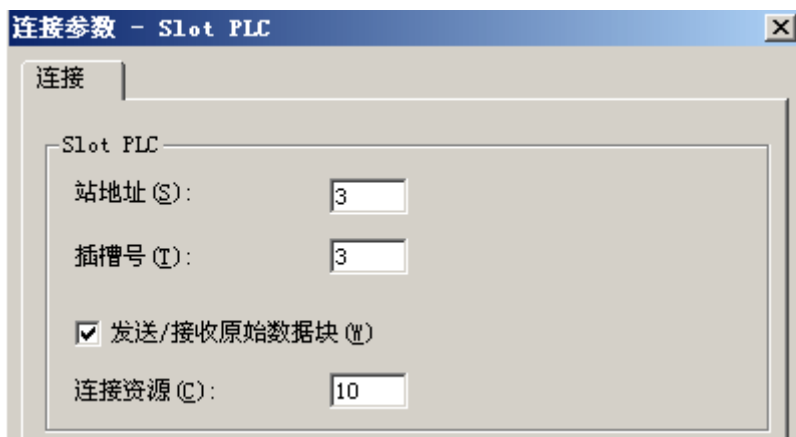 连接参数 - Slot PLC
连接
Slot PLC
站地址(S): 3
插槽号(T): 3
发送/接收原始数据块(W)
连接资源(C): 10